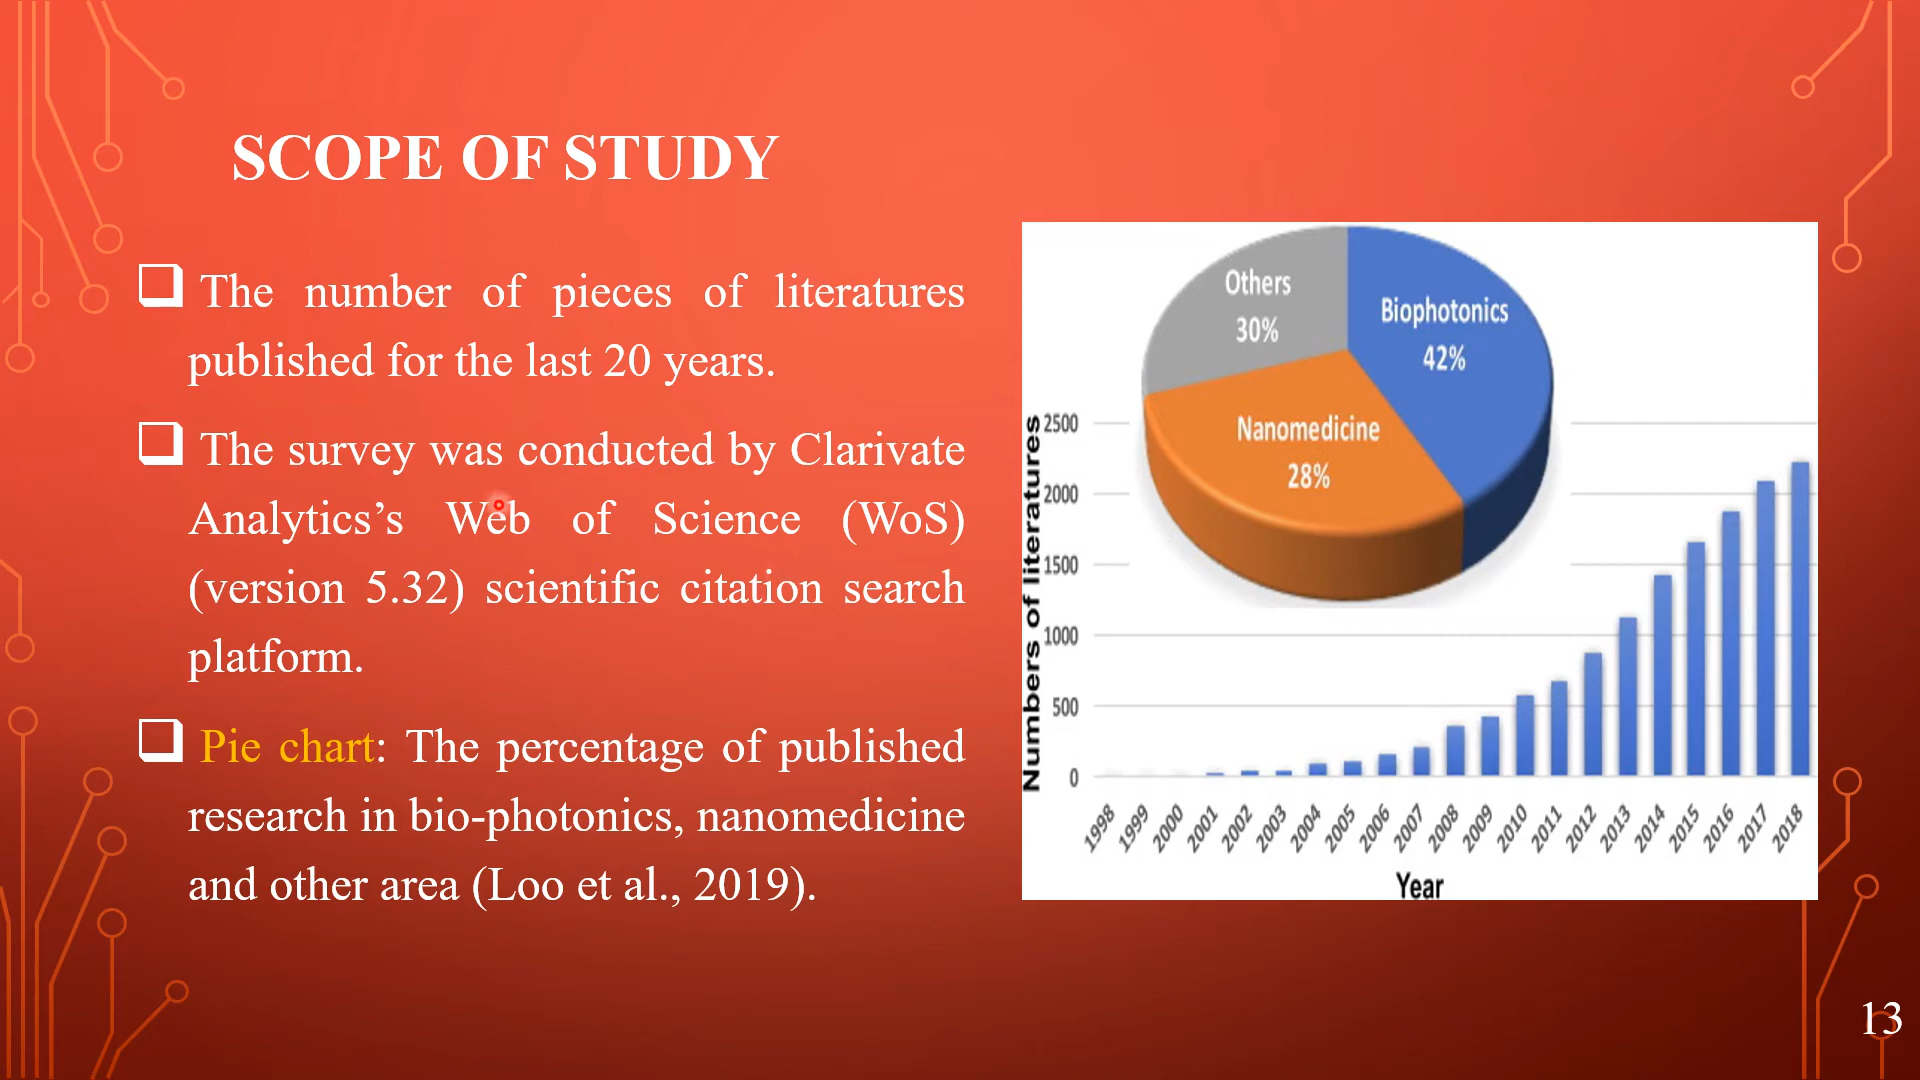 SCOPE OF STUDY
The number of pieces of literatures
published for the last 20 years.
The survey was conducted by Clarivate
Analytics’s Web of Science (WoS)
(version 5.32) scientific citation search
platform.
Pie chart: The percentage of published
research in bio-photonics, nanomedicine
and other area (Loo et al., 2019).
Others
30%
Biophotonics
42%
Nanomedicine
28%
Numbers of literatures
2500
2000
1500
1000
500
0
1998
1999
2000
2001
2002
2003
2004
2005
2006
2007
2008
2009
2010
2011
2012
2013
2014
2015
2016
2017
2018
Year
13